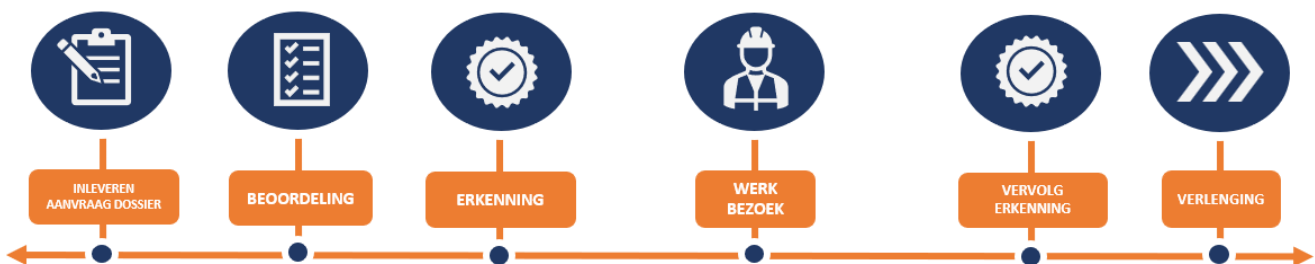 INLEVEREN
AANVRAAG DOSSIER
BEOORDELING
ERKENNING
WERK
BEZOEK
VERVOLG
ERKENNING
VERLENGING